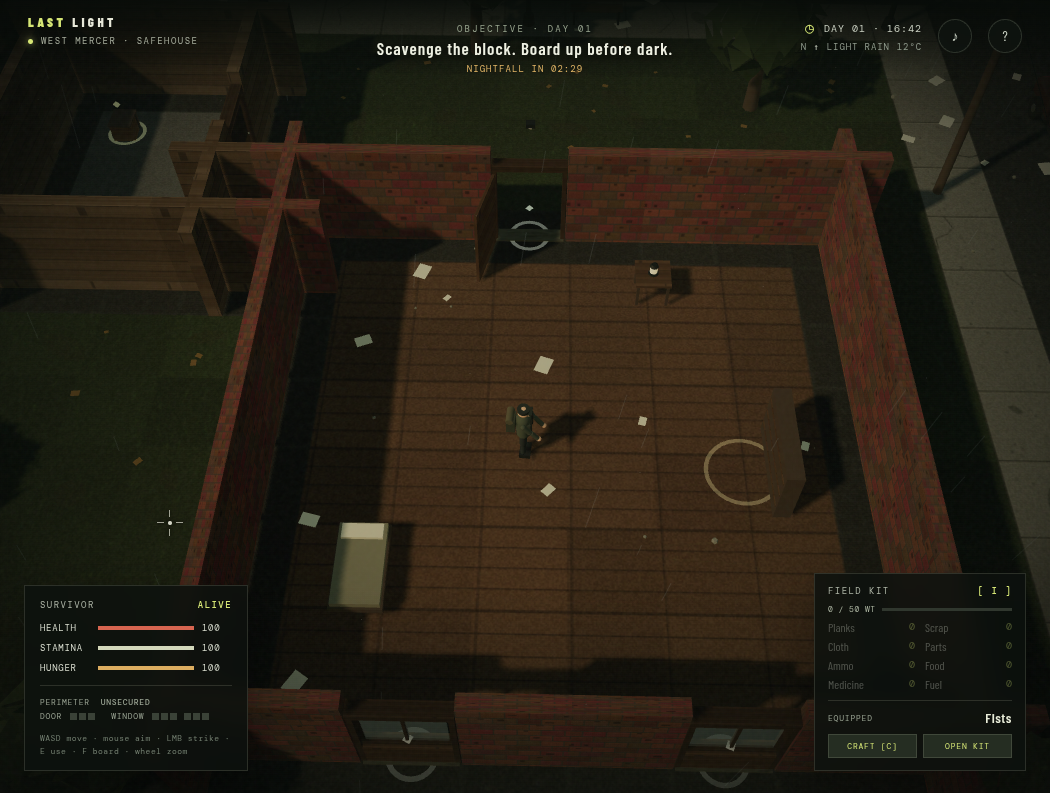 LAST LIGHT
WEST MERCER · SAFEHOUSE
OBJECTIVE · DAY 01
Scavenge the block. Board up before dark.
NIGHTFALL IN 02:29
DAY 01 · 16:42
N ↑ LIGHT RAIN 12°C
♪
?
SURVIVOR ALIVE
HEALTH 100
STAMINA 100
HUNGER 100
PERIMETER UNSECURED
DOOR WINDOW
WASD move · mouse aim · LMB strike ·
E use · F board · wheel zoom
FIELD KIT [ I ]
0 / 50 WT
Planks 0 Scrap 0
Cloth 0 Parts 0
Ammo 0 Food 0
Medicine 0 Fuel 0
EQUIPPED Fists
CRAFT [C] OPEN KIT